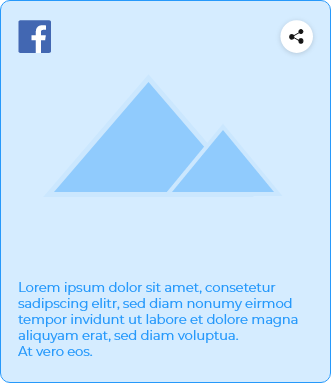 Lorem ipsum dolor sit amet, consetetur
sadipscing elitr, sed diam nonumy eirmod
tempor invidunt ut labore et dolore magna
aliquyam erat, sed diam voluptua.
At vero eos.